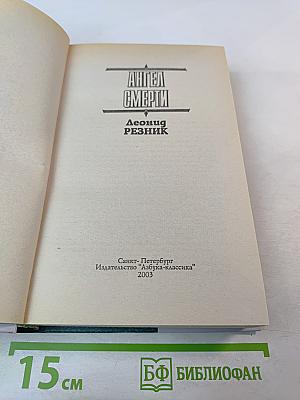 АНГЕЛ
СМЕРТИ
Леонид
РЕЗНИК
Санкт-Петербург
Издательство "Азбука-классика"
2003
15 см
БФ БИБЛИОФАН